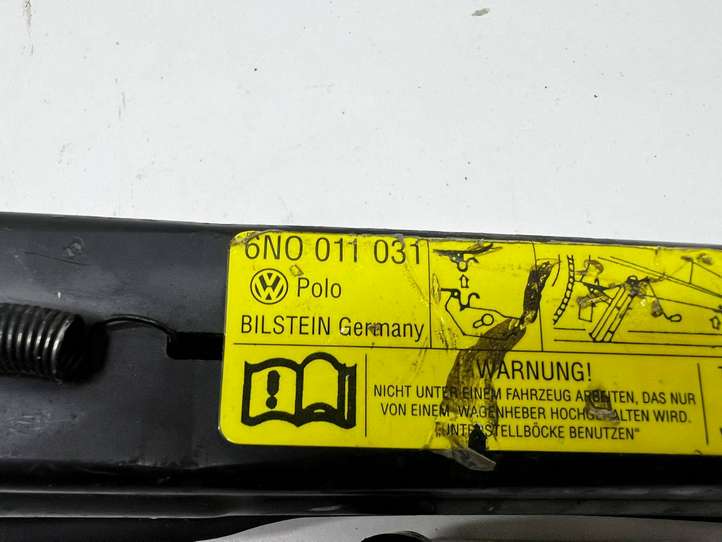 6N0 011 031
Polo
BILSTEIN Germany
WARNUNG!
NICHT UNTER EINEM FAHRZEUG ARBEITEN, DAS NUR
VON EINEM WAGENHEBER HOCHGEHALTEN WIRD.
"UNTERSTELLBÖCKE BENUTZEN"